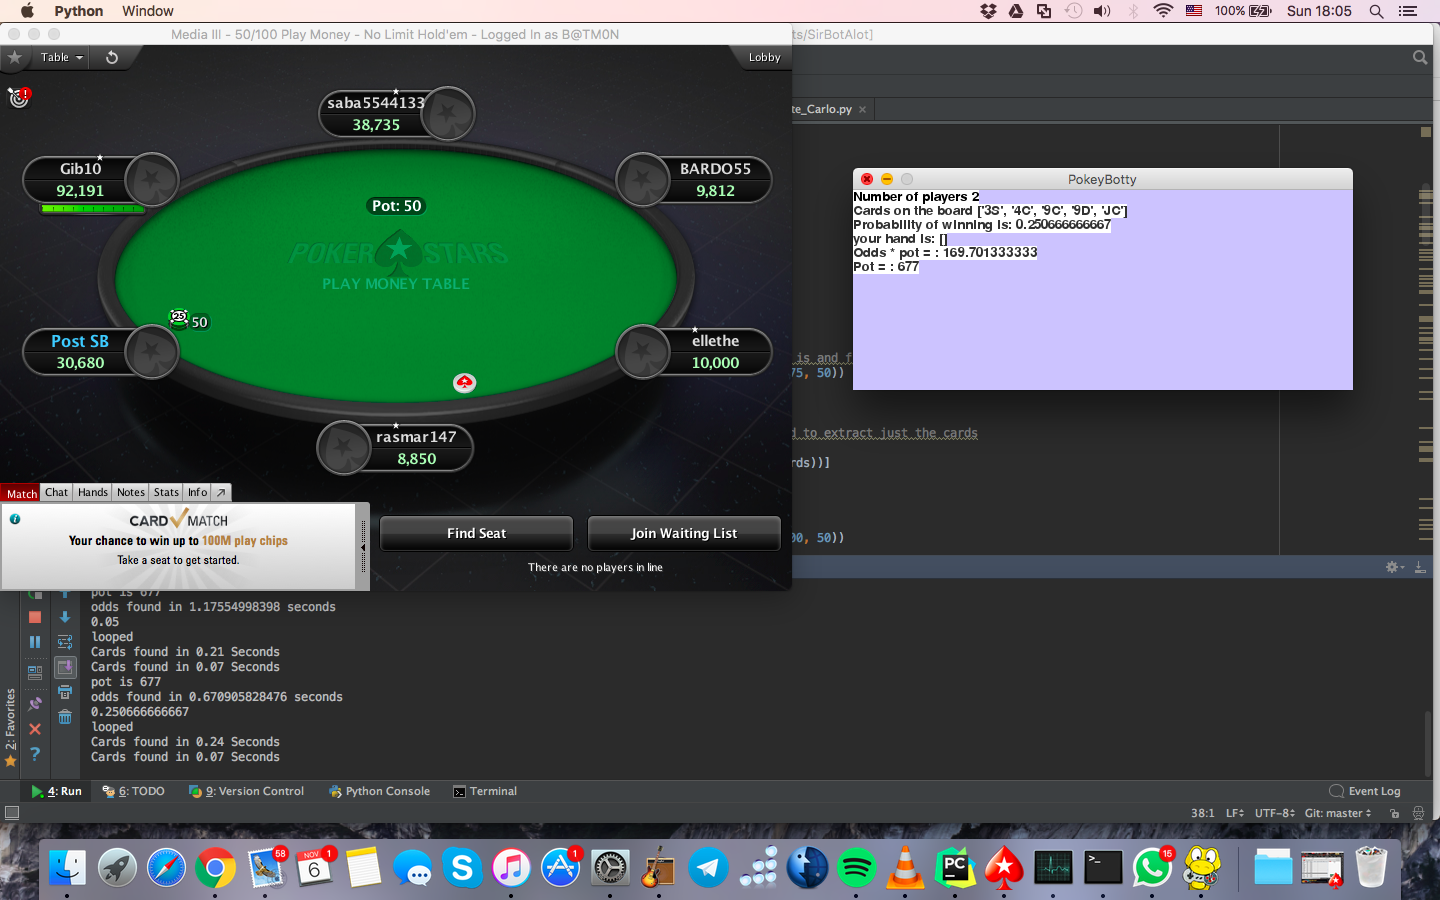 Python Window
100% Sun 18:05
Media III - 50/100 Play Money - No Limit Hold'em - Logged In as B@TM0N
ts/SirBotAlot]
Table
Lobby
saba5544133
38,735
te_Carlo.py
Gib10
92,191
BARDO55
9,812
Pot: 50
POKER STARS
PLAY MONEY TABLE
PokeyBotty
Number of players 2
Cards on the board ['3S', '4C', '9C', '9D', 'JC']
Probability of winning is: 0.250666666667
your hand is: []
Odds * pot = : 169.701333333
Pot = : 677
25
50
Post SB
30,680
ellethe
10,000
is and f
75, 50))
rasmar147
8,850
d to extract just the cards
rds))]
Match Chat Hands Notes Stats Info
CARD MATCH
Your chance to win up to 100M play chips
Take a seat to get started.
Find Seat
Join Waiting List
There are no players in line
00, 50))
pot is 677
odds found in 1.17554998398 seconds
0.05
looped
Cards found in 0.21 Seconds
Cards found in 0.07 Seconds
pot is 677
odds found in 0.670905828476 seconds
0.250666666667
looped
Cards found in 0.24 Seconds
Cards found in 0.07 Seconds
2: Favorites
4: Run 6: TODO 9: Version Control Python Console Terminal
Event Log
38:1 LF UTF-8 Git: master
58
NOV 1
6
1
PC
15